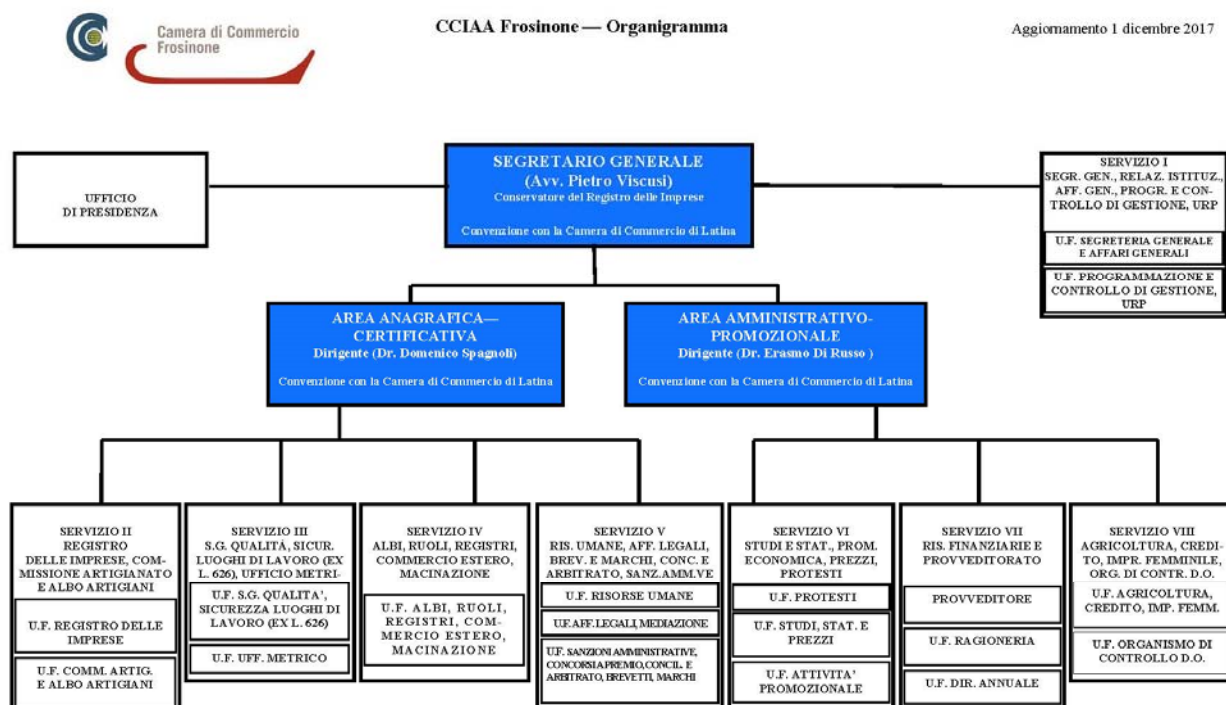 Camera di Commercio
Frosinone
CCIAA Frosinone — Organigramma
Aggiornamento 1 dicembre 2017
UFFICIO
DI PRESIDENZA
SEGRETARIO GENERALE
(Avv. Pietro Viscusi)
Conservatore del Registro delle Imprese
Convenzione con la Camera di Commercio di Latina
SERVIZIO I
SEGR. GEN., RELAZ. ISTITUZ.,
AFF. GEN., PROGR. E CON-
TROLLO DI GESTIONE, URP
U.F. SEGRETERIA GENERALE
E AFFARI GENERALI
U.F. PROGRAMMAZIONE E
CONTROLLO DI GESTIONE,
URP
AREA ANAGRAFICA—
CERTIFICATIVA
Dirigente (Dr. Domenico Spagnoli)
Convenzione con la Camera di Commercio di Latina
AREA AMMINISTRATIVO-
PROMOZIONALE
Dirigente (Dr. Erasmo Di Russo )
Convenzione con la Camera di Commercio di Latina
SERVIZIO II
REGISTRO
DELLE IMPRESE, COM-
MISSIONE ARTIGIANATO
E ALBO ARTIGIANI
U.F. REGISTRO DELLE
IMPRESE
U.F. COMM. ARTIG.
E ALBO ARTIGIANI
SERVIZIO III
S.G. QUALITÁ, SICUR.
LUOGHI DI LAVORO (EX
L. 626), UFFICIO METRI-
U.F. S.G. QUALITA',
SICUREZZA LUOGHI DI
LAVORO (EX L. 626)
U.F. UFF. METRICO
SERVIZIO IV
ALBI, RUOLI, REGISTRI,
COMMERCIO ESTERO,
MACINAZIONE
U.F. ALBI, RUOLI,
REGISTRI, COM-
MERCIO ESTERO,
MACINAZIONE
SERVIZIO V
RIS. UMANE, AFF. LEGALI,
BREV. E MARCHI, CONC. E
ARBITRATO, SANZ.AMM.VE
U.F. RISORSE UMANE
U.F.AFF. LEGALI, MEDIAZIONE
U.F. SANZIONI AMMINISTRATIVE,
CONCORSI A PREMIO, CONCIL. E
ARBITRATO, BREVETTI, MARCHI
SERVIZIO VI
STUDI E STAT., PROM.
ECONOMICA, PREZZI,
PROTESTI
U.F. PROTESTI
U.F. STUDI, STAT. E
PREZZI
U.F. ATTIVITA'
PROMOZIONALE
SERVIZIO VII
RIS. FINANZIARIE E
PROVVEDITORATO
PROVVEDITORE
U.F. RAGIONERIA
U.F. DIR. ANNUALE
SERVIZIO VIII
AGRICOLTURA, CREDI-
TO, IMPR. FEMMINILE,
ORG. DI CONTR. D.O.
U.F. AGRICOLTURA,
CREDITO, IMP. FEMM.
U.F. ORGANISMO DI
CONTROLLO D.O.